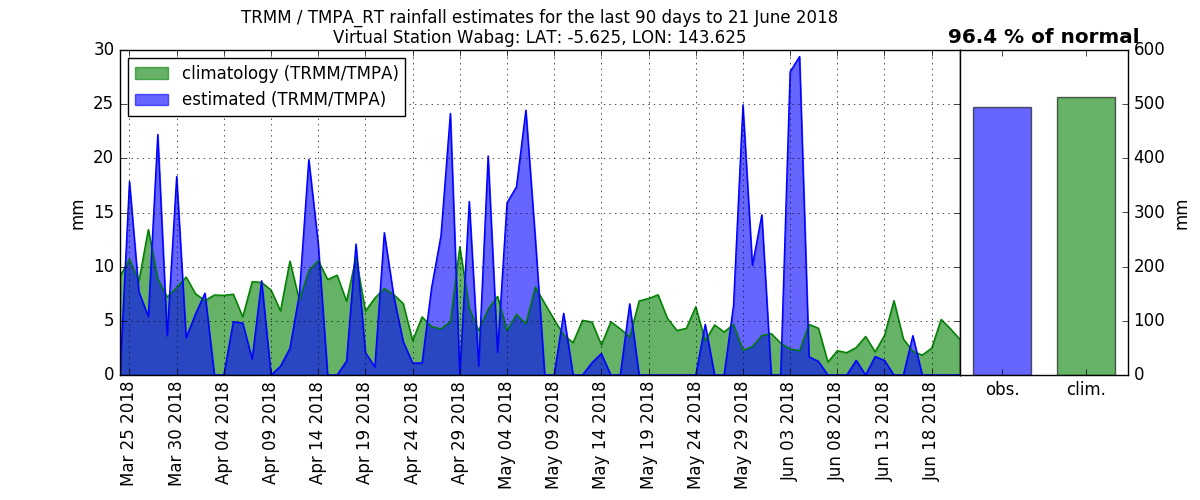 TRMM / TMPA_RT rainfall estimates for the last 90 days to 21 June 2018
Virtual Station Wabag: LAT: -5.625, LON: 143.625
96.4 % of normal
climatology (TRMM/TMPA)
estimated (TRMM/TMPA)
30
25
20
15
10
5
0
mm
600
500
400
300
200
100
0
mm
Mar 25 2018
Mar 30 2018
Apr 04 2018
Apr 09 2018
Apr 14 2018
Apr 19 2018
Apr 24 2018
Apr 29 2018
May 04 2018
May 09 2018
May 14 2018
May 19 2018
May 24 2018
May 29 2018
Jun 03 2018
Jun 08 2018
Jun 13 2018
Jun 18 2018
obs.
clim.